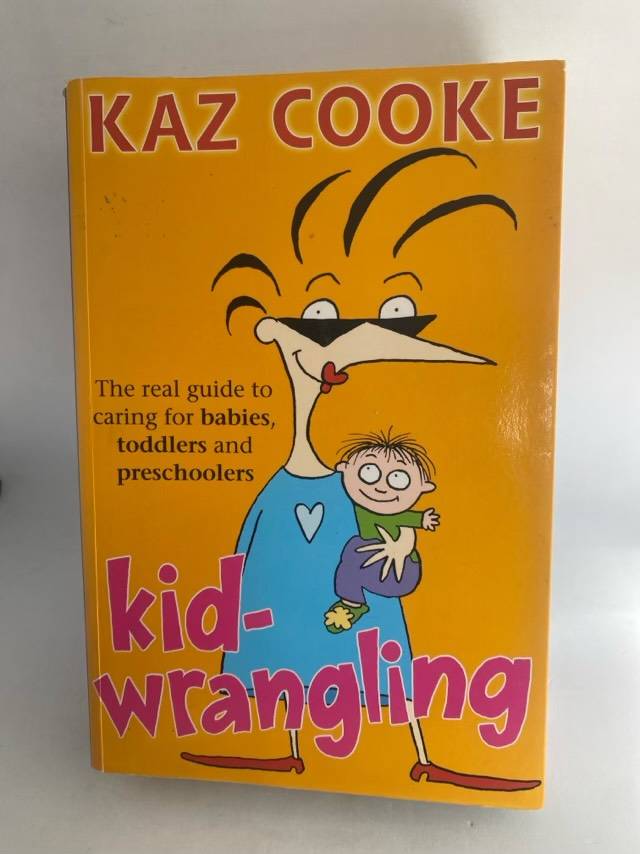 KAZ COOKE
The real guide to
caring for babies,
toddlers and
preschoolers
kid-
wrangling